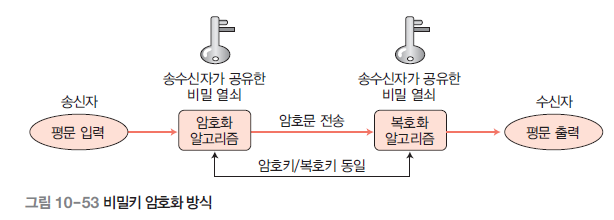 송수신자가 공유한
비밀 열쇠
송수신자가 공유한
비밀 열쇠
송신자
수신자
평문 입력
암호화
알고리즘
암호문 전송
복호화
알고리즘
평문 출력
암호키/복호키 동일
그림 10-53 비밀키 암호화 방식